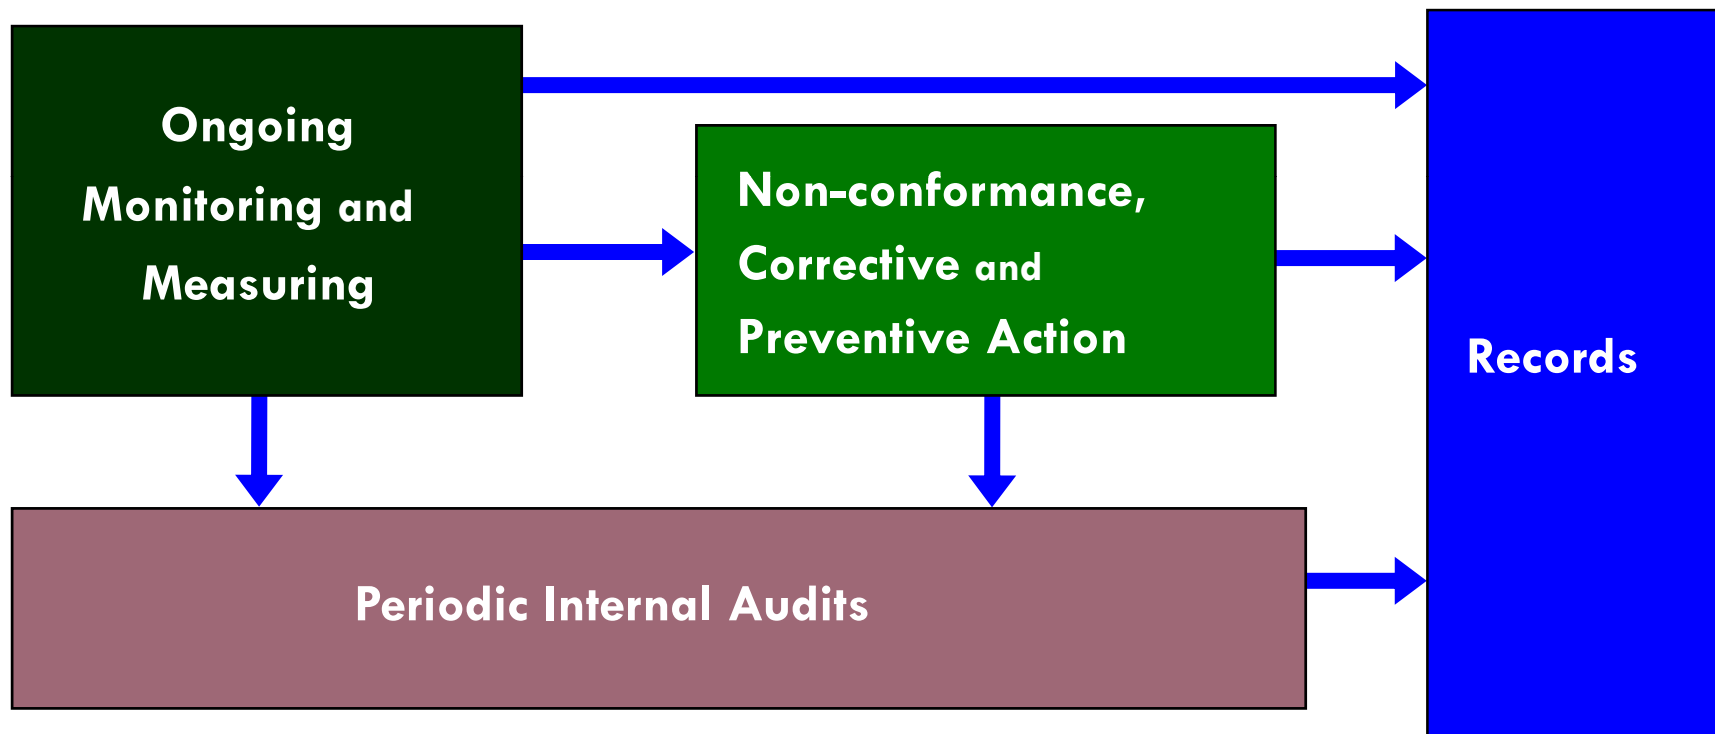 Ongoing
Monitoring and
Measuring
Non-conformance,
Corrective and
Preventive Action
Records
Periodic Internal Audits